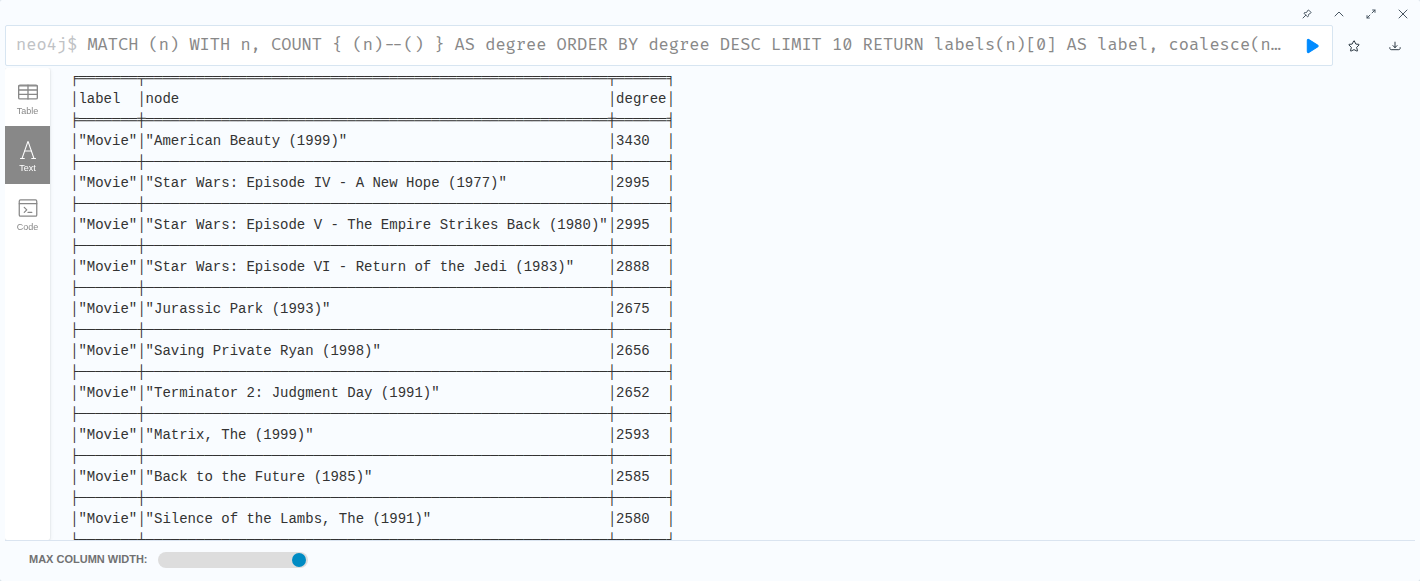 neo4j$ MATCH (n) WITH n, COUNT { (n)--() } AS degree ORDER BY degree DESC LIMIT 10 RETURN labels(n)[0] AS label, coalesce(n…
Table
Text
Code
label node degree
"Movie" "American Beauty (1999)" 3430
"Movie" "Star Wars: Episode IV - A New Hope (1977)" 2995
"Movie" "Star Wars: Episode V - The Empire Strikes Back (1980)" 2995
"Movie" "Star Wars: Episode VI - Return of the Jedi (1983)" 2888
"Movie" "Jurassic Park (1993)" 2675
"Movie" "Saving Private Ryan (1998)" 2656
"Movie" "Terminator 2: Judgment Day (1991)" 2652
"Movie" "Matrix, The (1999)" 2593
"Movie" "Back to the Future (1985)" 2585
"Movie" "Silence of the Lambs, The (1991)" 2580
MAX COLUMN WIDTH: